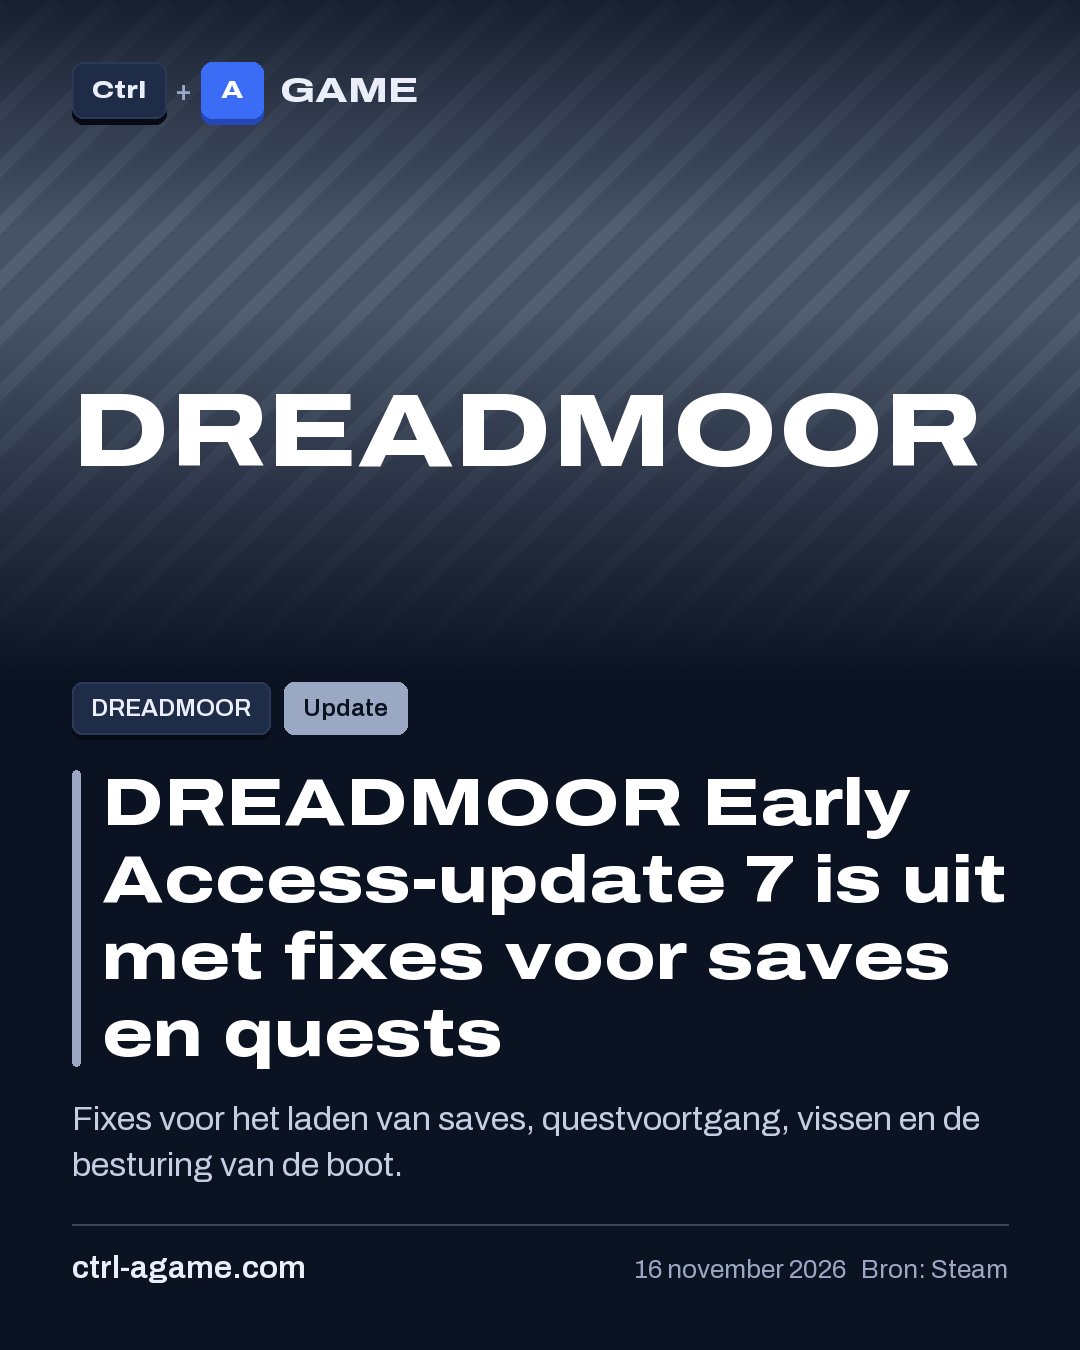 Ctrl + A GAME
DREADMOOR
DREADMOOR Update
DREADMOOR Early
Access-update 7 is uit
met fixes voor saves
en quests
Fixes voor het laden van saves, questvoortgang, vissen en de
besturing van de boot.
ctrl-agame.com 16 november 2026 Bron: Steam